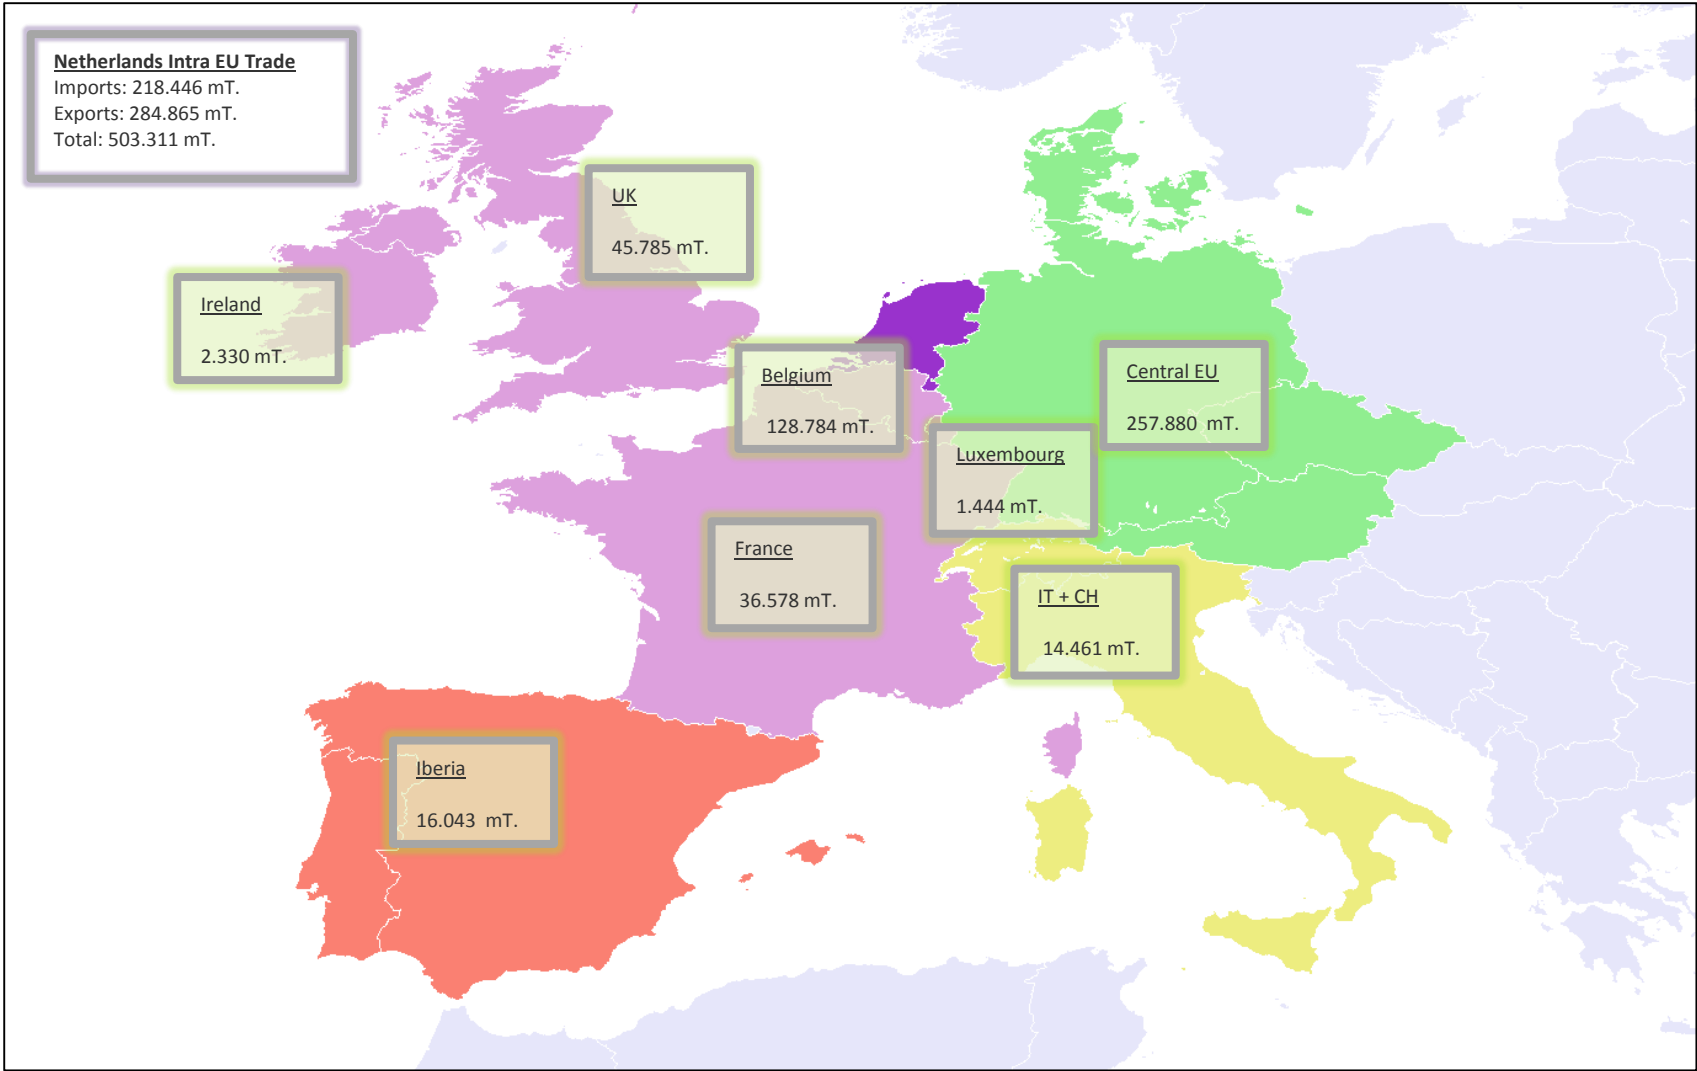 Netherlands Intra EU Trade
Imports: 218.446 mT.
Exports: 284.865 mT.
Total: 503.311 mT.
UK
45.785 mT.
Ireland
2.330 mT.
Belgium
128.784 mT.
Central EU
257.880 mT.
Luxembourg
1.444 mT.
France
36.578 mT.
IT + CH
14.461 mT.
Iberia
16.043 mT.